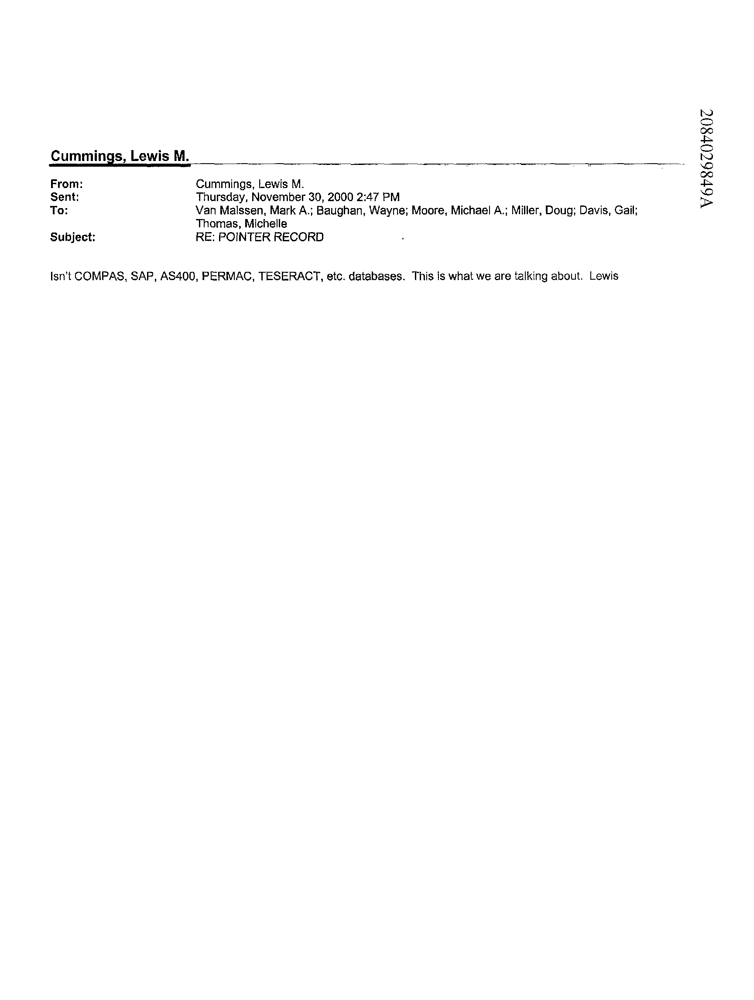 2084029849A
Cummings, Lewis M.
From: Cummings, Lewis M.
Sent: Thursday, November 30, 2000 2:47 PM
To: Van Malssen, Mark A.; Baughan, Wayne; Moore, Michael A.; Miller, Doug; Davis, Gail;
Thomas, Michelle
Subject: RE: POINTER RECORD
Isn't COMPAS, SAP, AS400, PERMAC, TESERACT, etc. databases. This is what we are talking about. Lewis